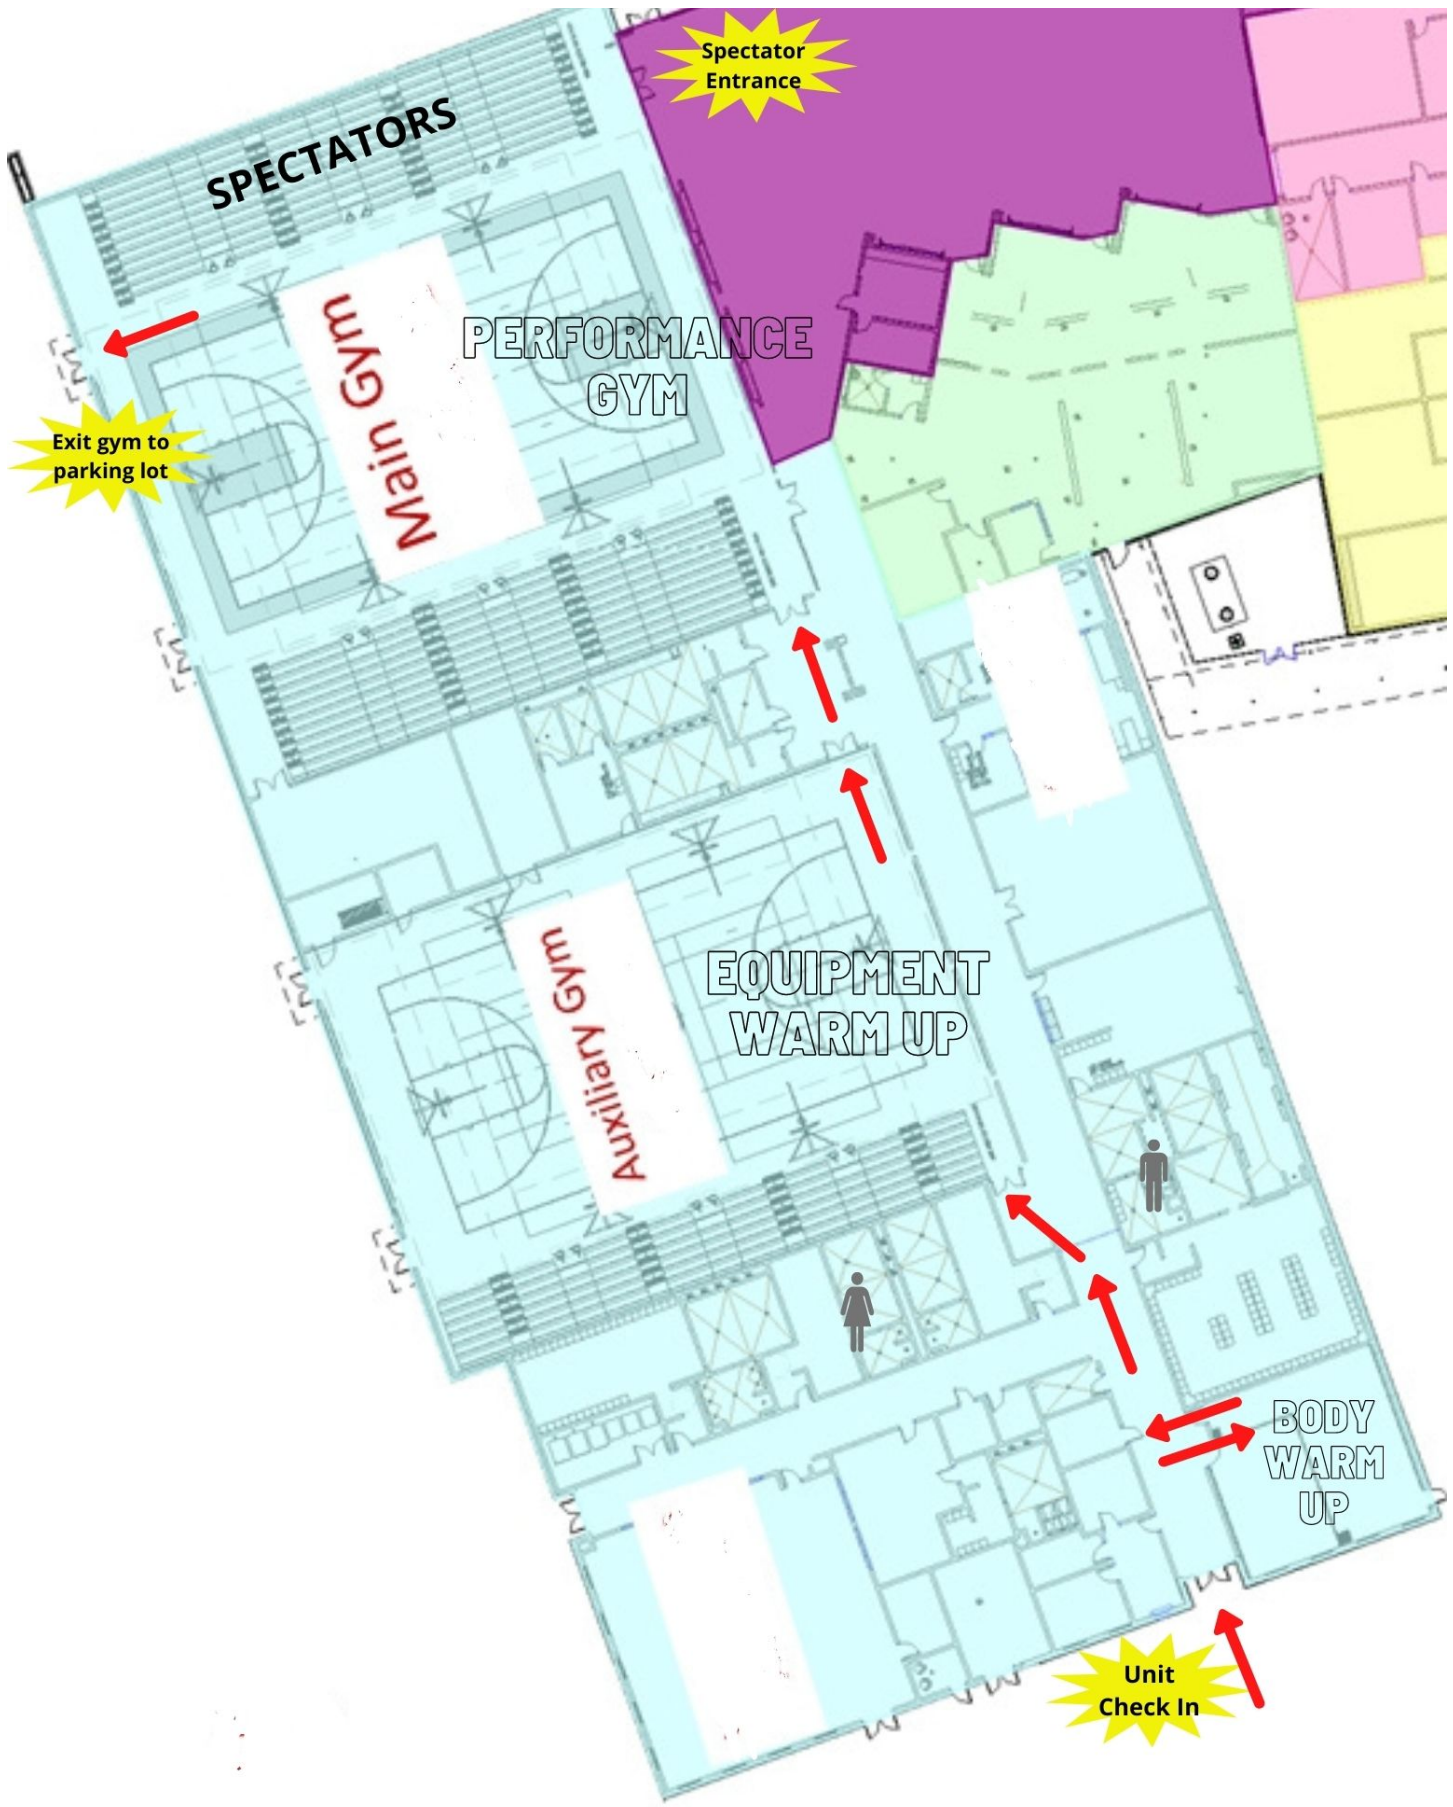 Spectator
Entrance
SPECTATORS
Main Gym
PERFORMANCE
GYM
Exit gym to
parking lot
Auxiliary Gym
EQUIPMENT
WARM UP
BODY
WARM
UP
Unit
Check In